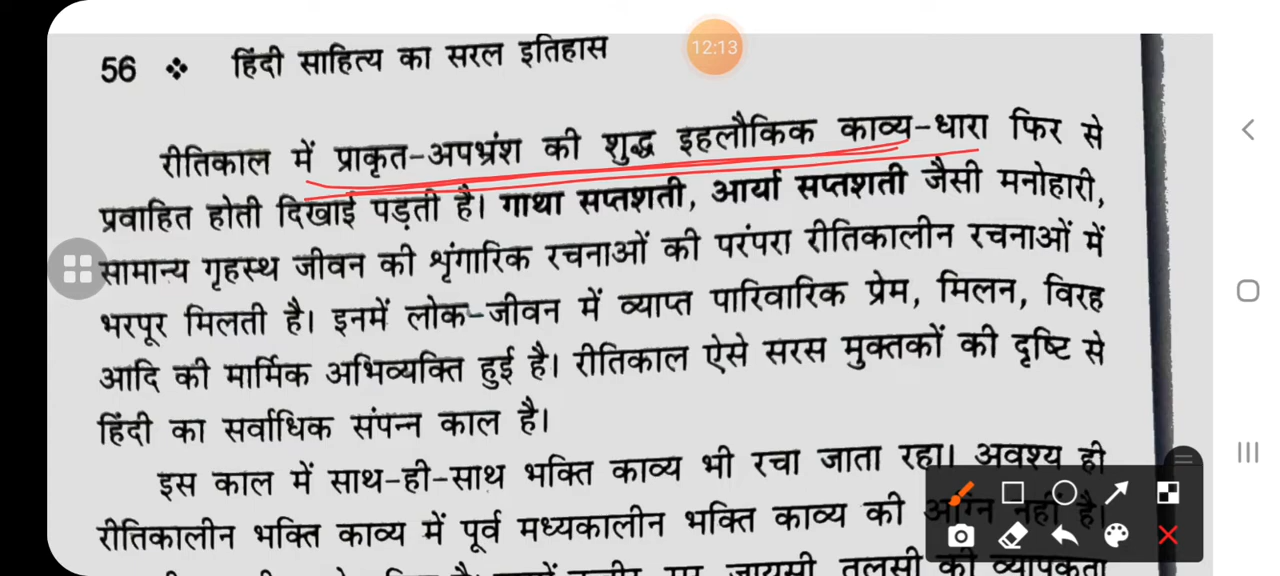 56 ❖ हिंदी साहित्य का सरल इतिहास
12:13
रीतिकाल में प्राकृत-अपभ्रंश की शुद्ध इहलौकिक काव्य-धारा फिर से
प्रवाहित होती दिखाई पड़ती है। गाथा सप्तशती, आर्या सप्तशती जैसी मनोहारी,
सामान्य गृहस्थ जीवन की शृंगारिक रचनाओं की परंपरा रीतिकालीन रचनाओं में
भरपूर मिलती है। इनमें लोक-जीवन में व्याप्त पारिवारिक प्रेम, मिलन, विरह
आदि की मार्मिक अभिव्यक्ति हुई है। रीतिकाल ऐसे सरस मुक्तकों की दृष्टि से
हिंदी का सर्वाधिक संपन्न काल है।
इस काल में साथ-ही-साथ भक्ति काव्य भी रचा जाता रहा। अवश्य ही
रीतिकालीन भक्ति काव्य में पूर्व मध्यकालीन भक्ति काव्य की नहीं है।
जायसी तुलसी की व्यापकता